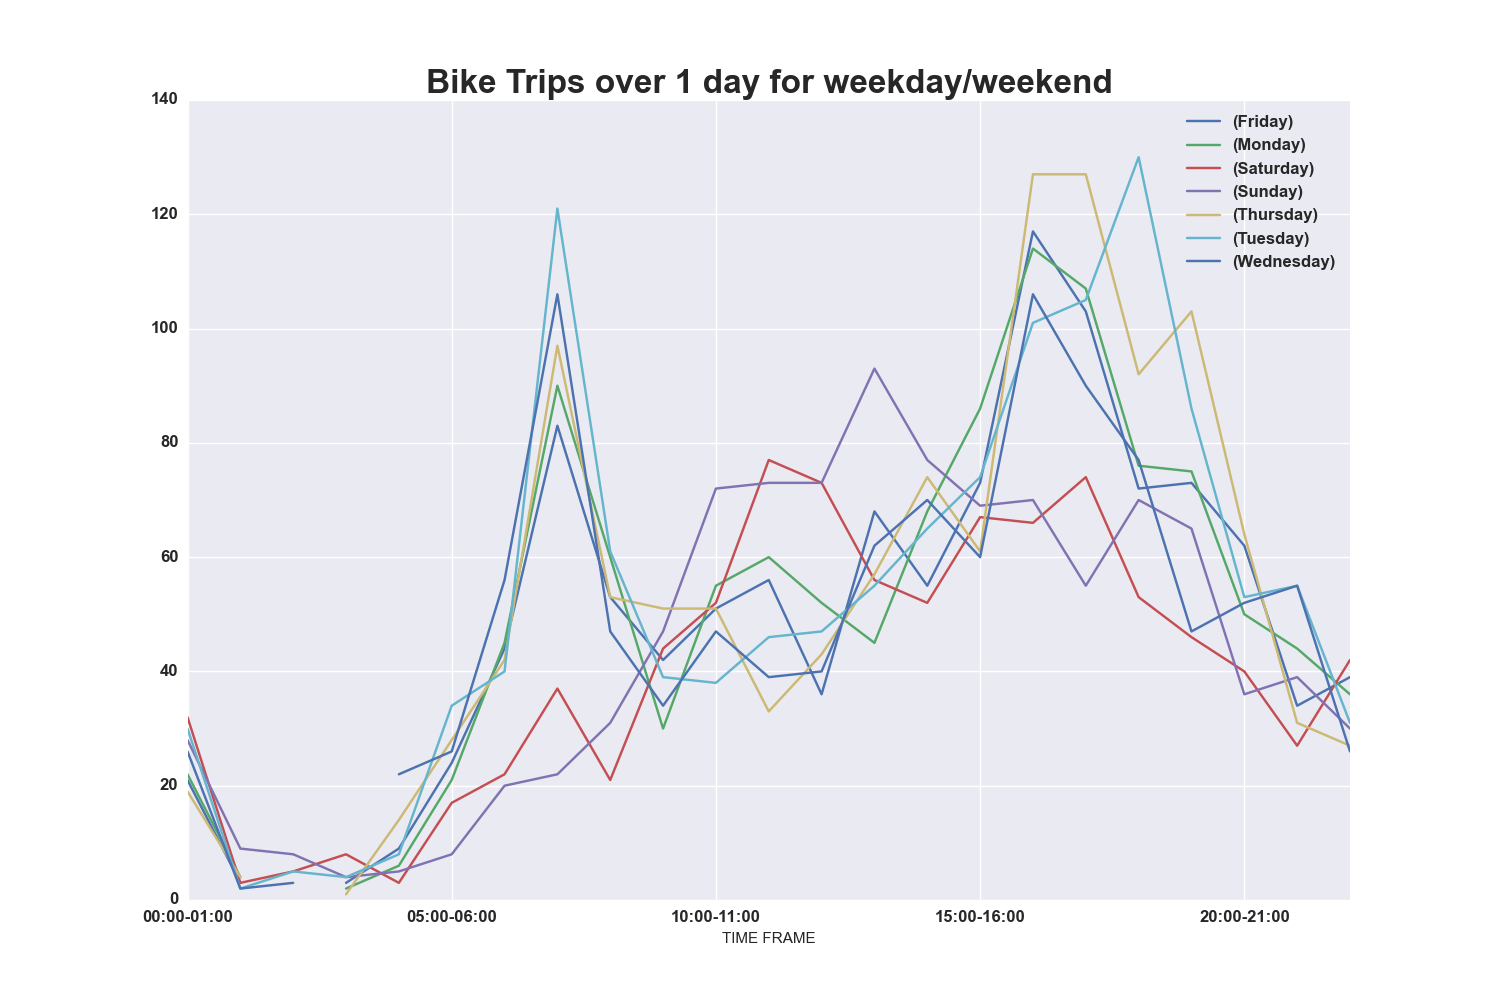 Bike Trips over 1 day for weekday/weekend
140
120
100
80
60
40
20
0
(Friday)
(Monday)
(Saturday)
(Sunday)
(Thursday)
(Tuesday)
(Wednesday)
00:00-01:00 05:00-06:00 10:00-11:00 15:00-16:00 20:00-21:00
TIME FRAME